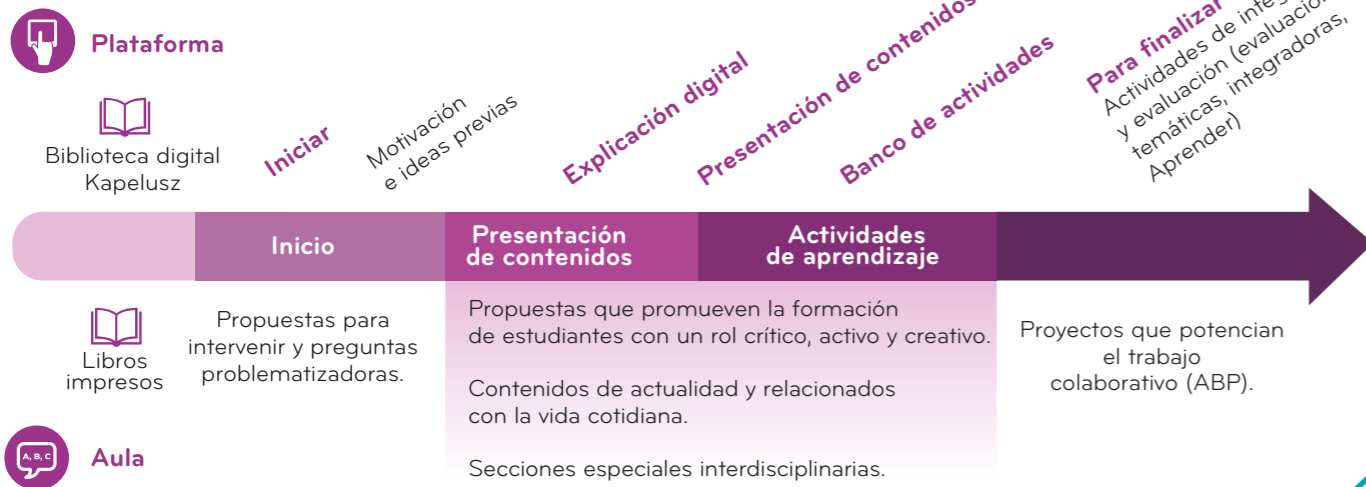 Plataforma
Biblioteca digital
Kapelusz
Iniciar
Motivación
e ideas previas
Explicación digital
Presentación de contenidos
Banco de actividades
Para finalizar
Actividades de
y evaluación (evaluación
temáticas, integradoras,
Aprender)
Inicio
Presentación
de contenidos
Actividades
de aprendizaje
Libros
impresos
Propuestas para
intervenir y preguntas
problematizadoras.
Propuestas que promueven la formación
de estudiantes con un rol crítico, activo y creativo.
Contenidos de actualidad y relacionados
con la vida cotidiana.
Secciones especiales interdisciplinarias.
Proyectos que potencian
el trabajo
colaborativo (ABP).
A, B, C
Aula